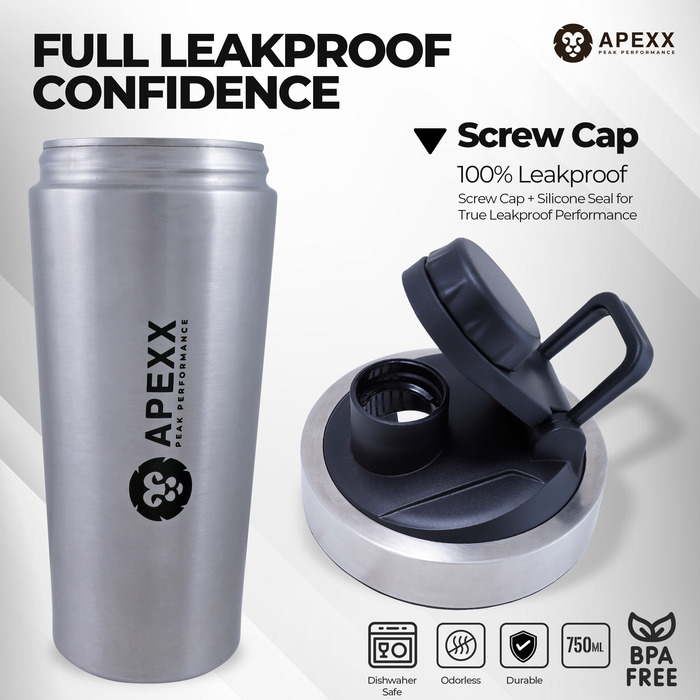 FULL LEAKPROOF
CONFIDENCE
APEXX
PEAK PERFORMANCE
Screw Cap
100% Leakproof
Screw Cap + Silicone Seal for
True Leakproof Performance
APEXX
PEAK PERFORMANCE
Dishwaher
Safe
Odorless
Durable
750ML
BPA
FREE